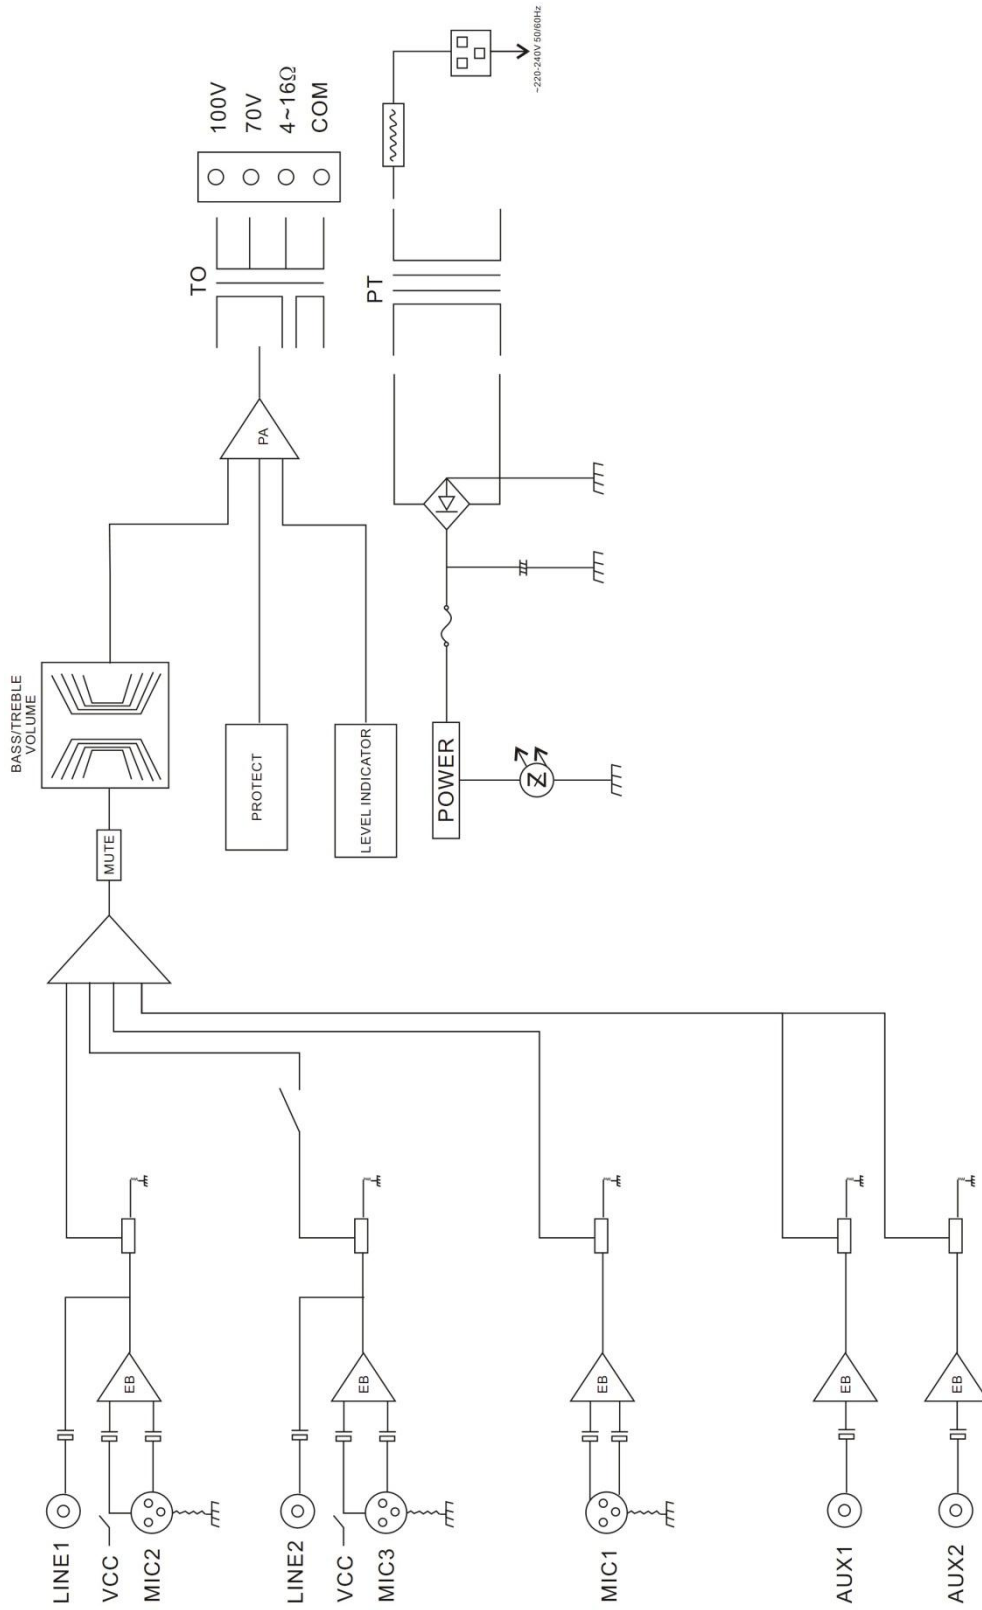 LINE1
VCC
MIC2
LINE2
VCC
MIC3
MIC1
AUX1
AUX2
EB
EB
EB
EB
EB
MUTE
BASS/TREBLE
VOLUME
PROTECT
LEVEL INDICATOR
POWER
PA
TO
PT
100V
70V
4~16Ω
COM
~220-240V 50/60Hz